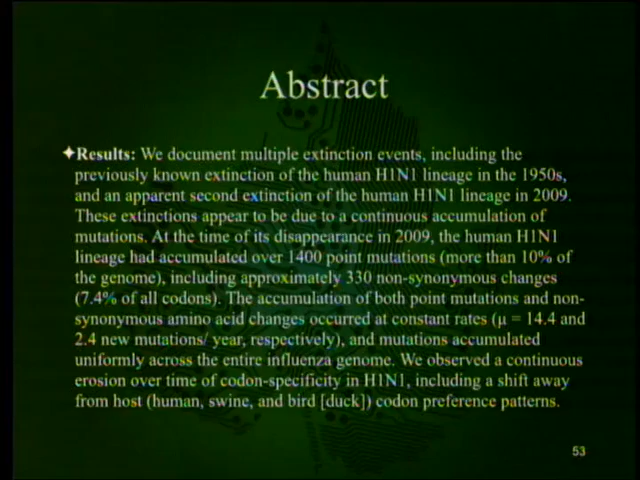 Abstract
✦Results: We document multiple extinction events, including the
previously known extinction of the human H1N1 lineage in the 1950s,
and an apparent second extinction of the human H1N1 lineage in 2009.
These extinctions appear to be due to a continuous accumulation of
mutations. At the time of its disappearance in 2009, the human H1N1
lineage had accumulated over 1400 point mutations (more than 10% of
the genome), including approximately 330 non-synonymous changes
(7.4% of all codons). The accumulation of both point mutations and non-
synonymous amino acid changes occurred at constant rates (μ = 14.4 and
2.4 new mutations/ year, respectively), and mutations accumulated
uniformly across the entire influenza genome. We observed a continuous
erosion over time of codon-specificity in H1N1, including a shift away
from host (human, swine, and bird [duck]) codon preference patterns.
53